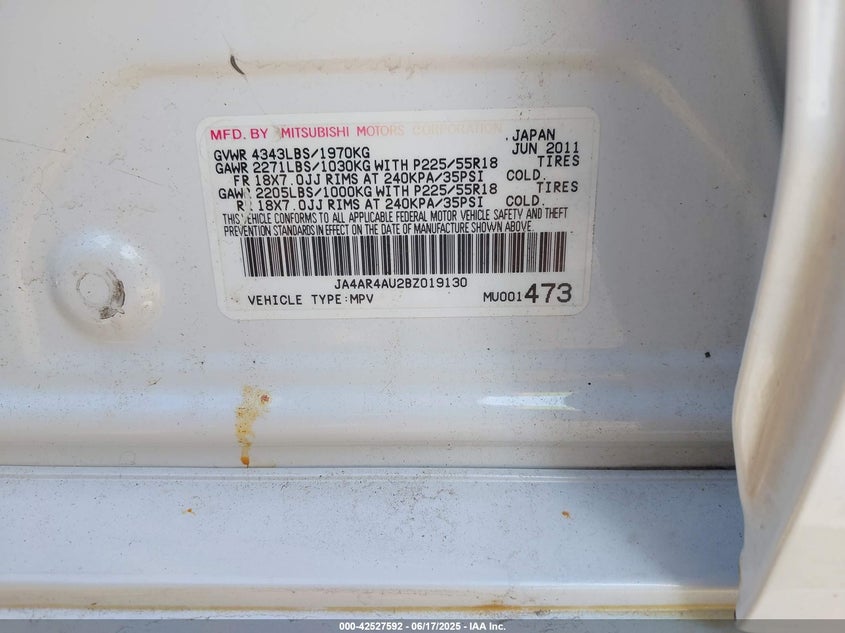 MFD. BY MITSUBISHI MOTORS CORPORATION JAPAN
GVWR 4343LBS/1970KG JUN 2011
GAWR 2271LBS/1030KG WITH P225/55R18 TIRES
FR 18X7.0JJ RIMS AT 240KPA/35PSI COLD.
GAWR 2205LBS/1000KG WITH P225/55R18 TIRES
RR 18X7.0JJ RIMS AT 240KPA/35PSI COLD.
THIS VEHICLE CONFORMS TO ALL APPLICABLE FEDERAL MOTOR VEHICLE SAFETY AND THEFT
PREVENTION STANDARDS IN EFFECT ON THE DATE OF MANUFACTURE SHOWN ABOVE.
JA4AR4AU2BZ019130
VEHICLE TYPE:MPV MU001473
000-42527592 - 06/17/2025 - IAA Inc.